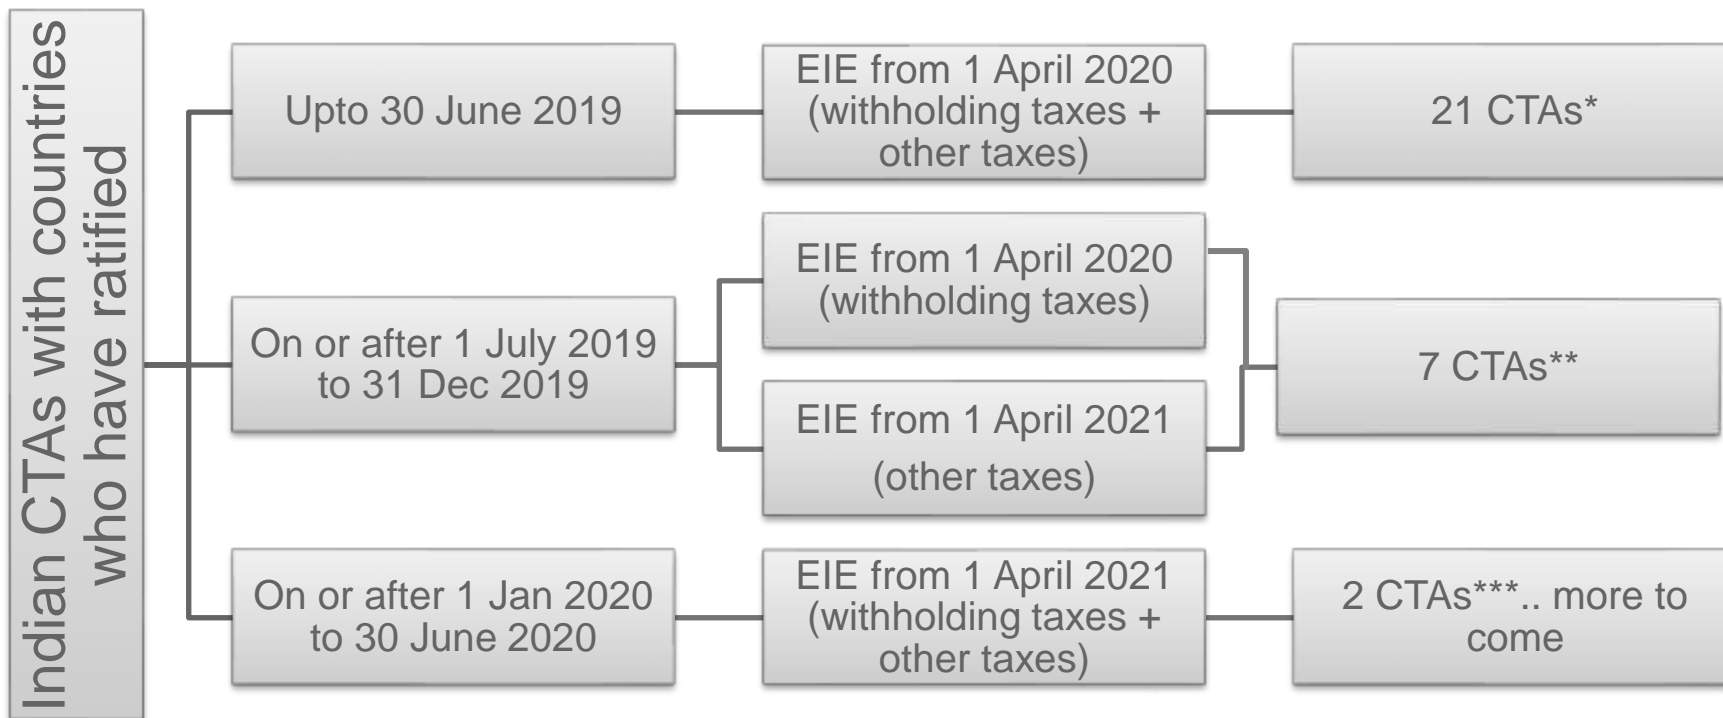 Indian CTAs with countries
who have ratified
Upto 30 June 2019
EIE from 1 April 2020
(withholding taxes +
other taxes)
21 CTAs*
On or after 1 July 2019
to 31 Dec 2019
EIE from 1 April 2020
(withholding taxes)
EIE from 1 April 2021
(other taxes)
7 CTAs**
On or after 1 Jan 2020
to 30 June 2020
EIE from 1 April 2021
(withholding taxes +
other taxes)
2 CTAs***.. more to
come